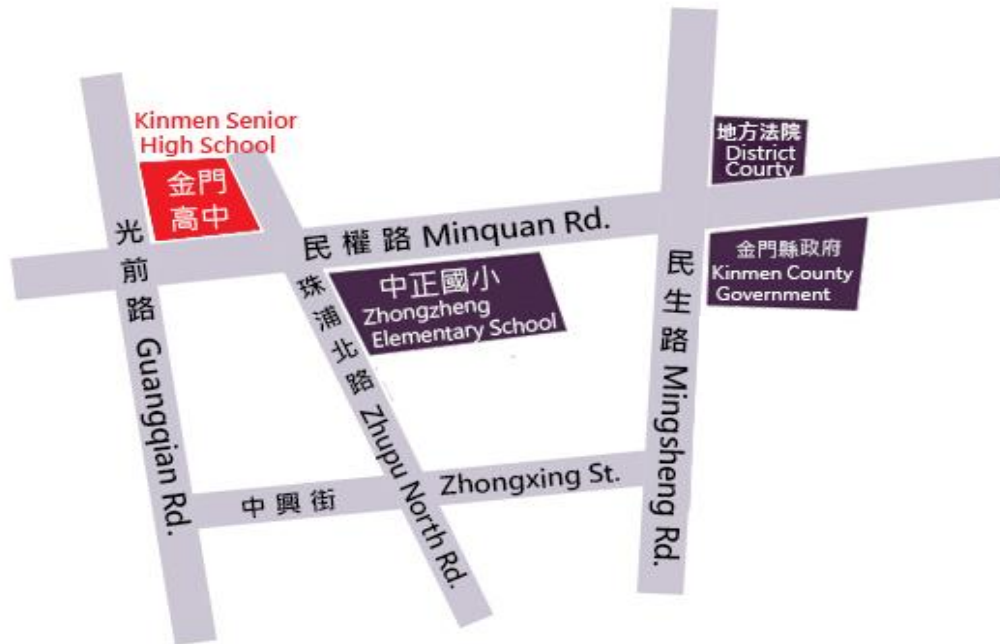 Kinmen Senior
High School
金門
高中
地方法院
District
Courty
光前路 Guangqian Rd.
民權路 Minquan Rd.
金門縣政府
Kinmen County
Government
中正國小
Zhongzheng
Elementary School
珠浦北路 Zhupu North Rd.
民生路 Mingsheng Rd.
中興街 Zhongxing St.